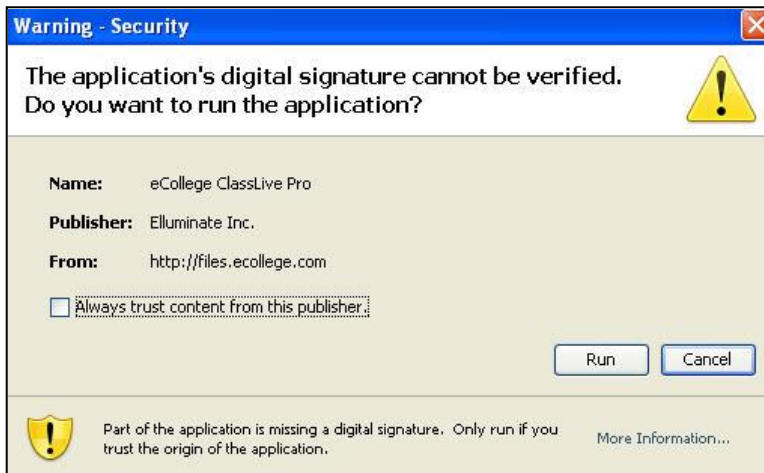 Warning - Security
The application's digital signature cannot be verified.
Do you want to run the application?
Name: eCollege ClassLive Pro
Publisher: Elluminate Inc.
From: http://files.ecollege.com
Always trust content from this publisher.
Run Cancel
Part of the application is missing a digital signature. Only run if you
trust the origin of the application.
More Information...